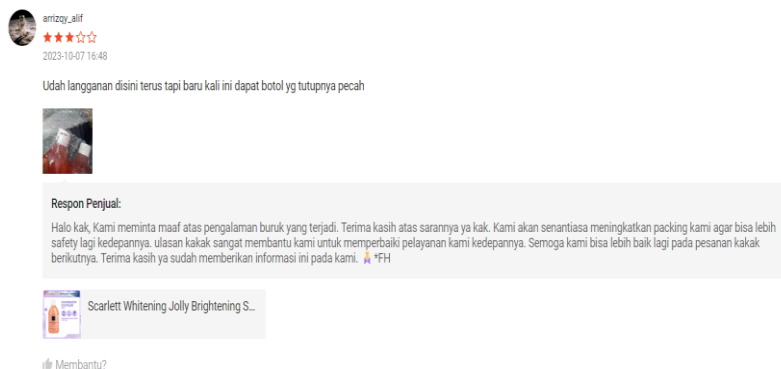 arrizqy_alif
2023-10-07 16:48
Udah langganan disini terus tapi baru kali ini dapat botol yg tutupnya pecah
Respon Penjual:
Halo kak, Kami meminta maaf atas pengalaman buruk yang terjadi. Terima kasih atas sarannya ya kak. Kami akan senantiasa meningkatkan packing kami agar bisa lebih
safety lagi kedepannya. ulasan kakak sangat membantu kami untuk memperbaiki pelayanan kami kedepannya. Semoga kami bisa lebih baik lagi pada pesanan kakak
berikutnya. Terima kasih ya sudah memberikan informasi ini pada kami. 🙏 *FH
Scarlett Whitening Jolly Brightening S...
Membantu?